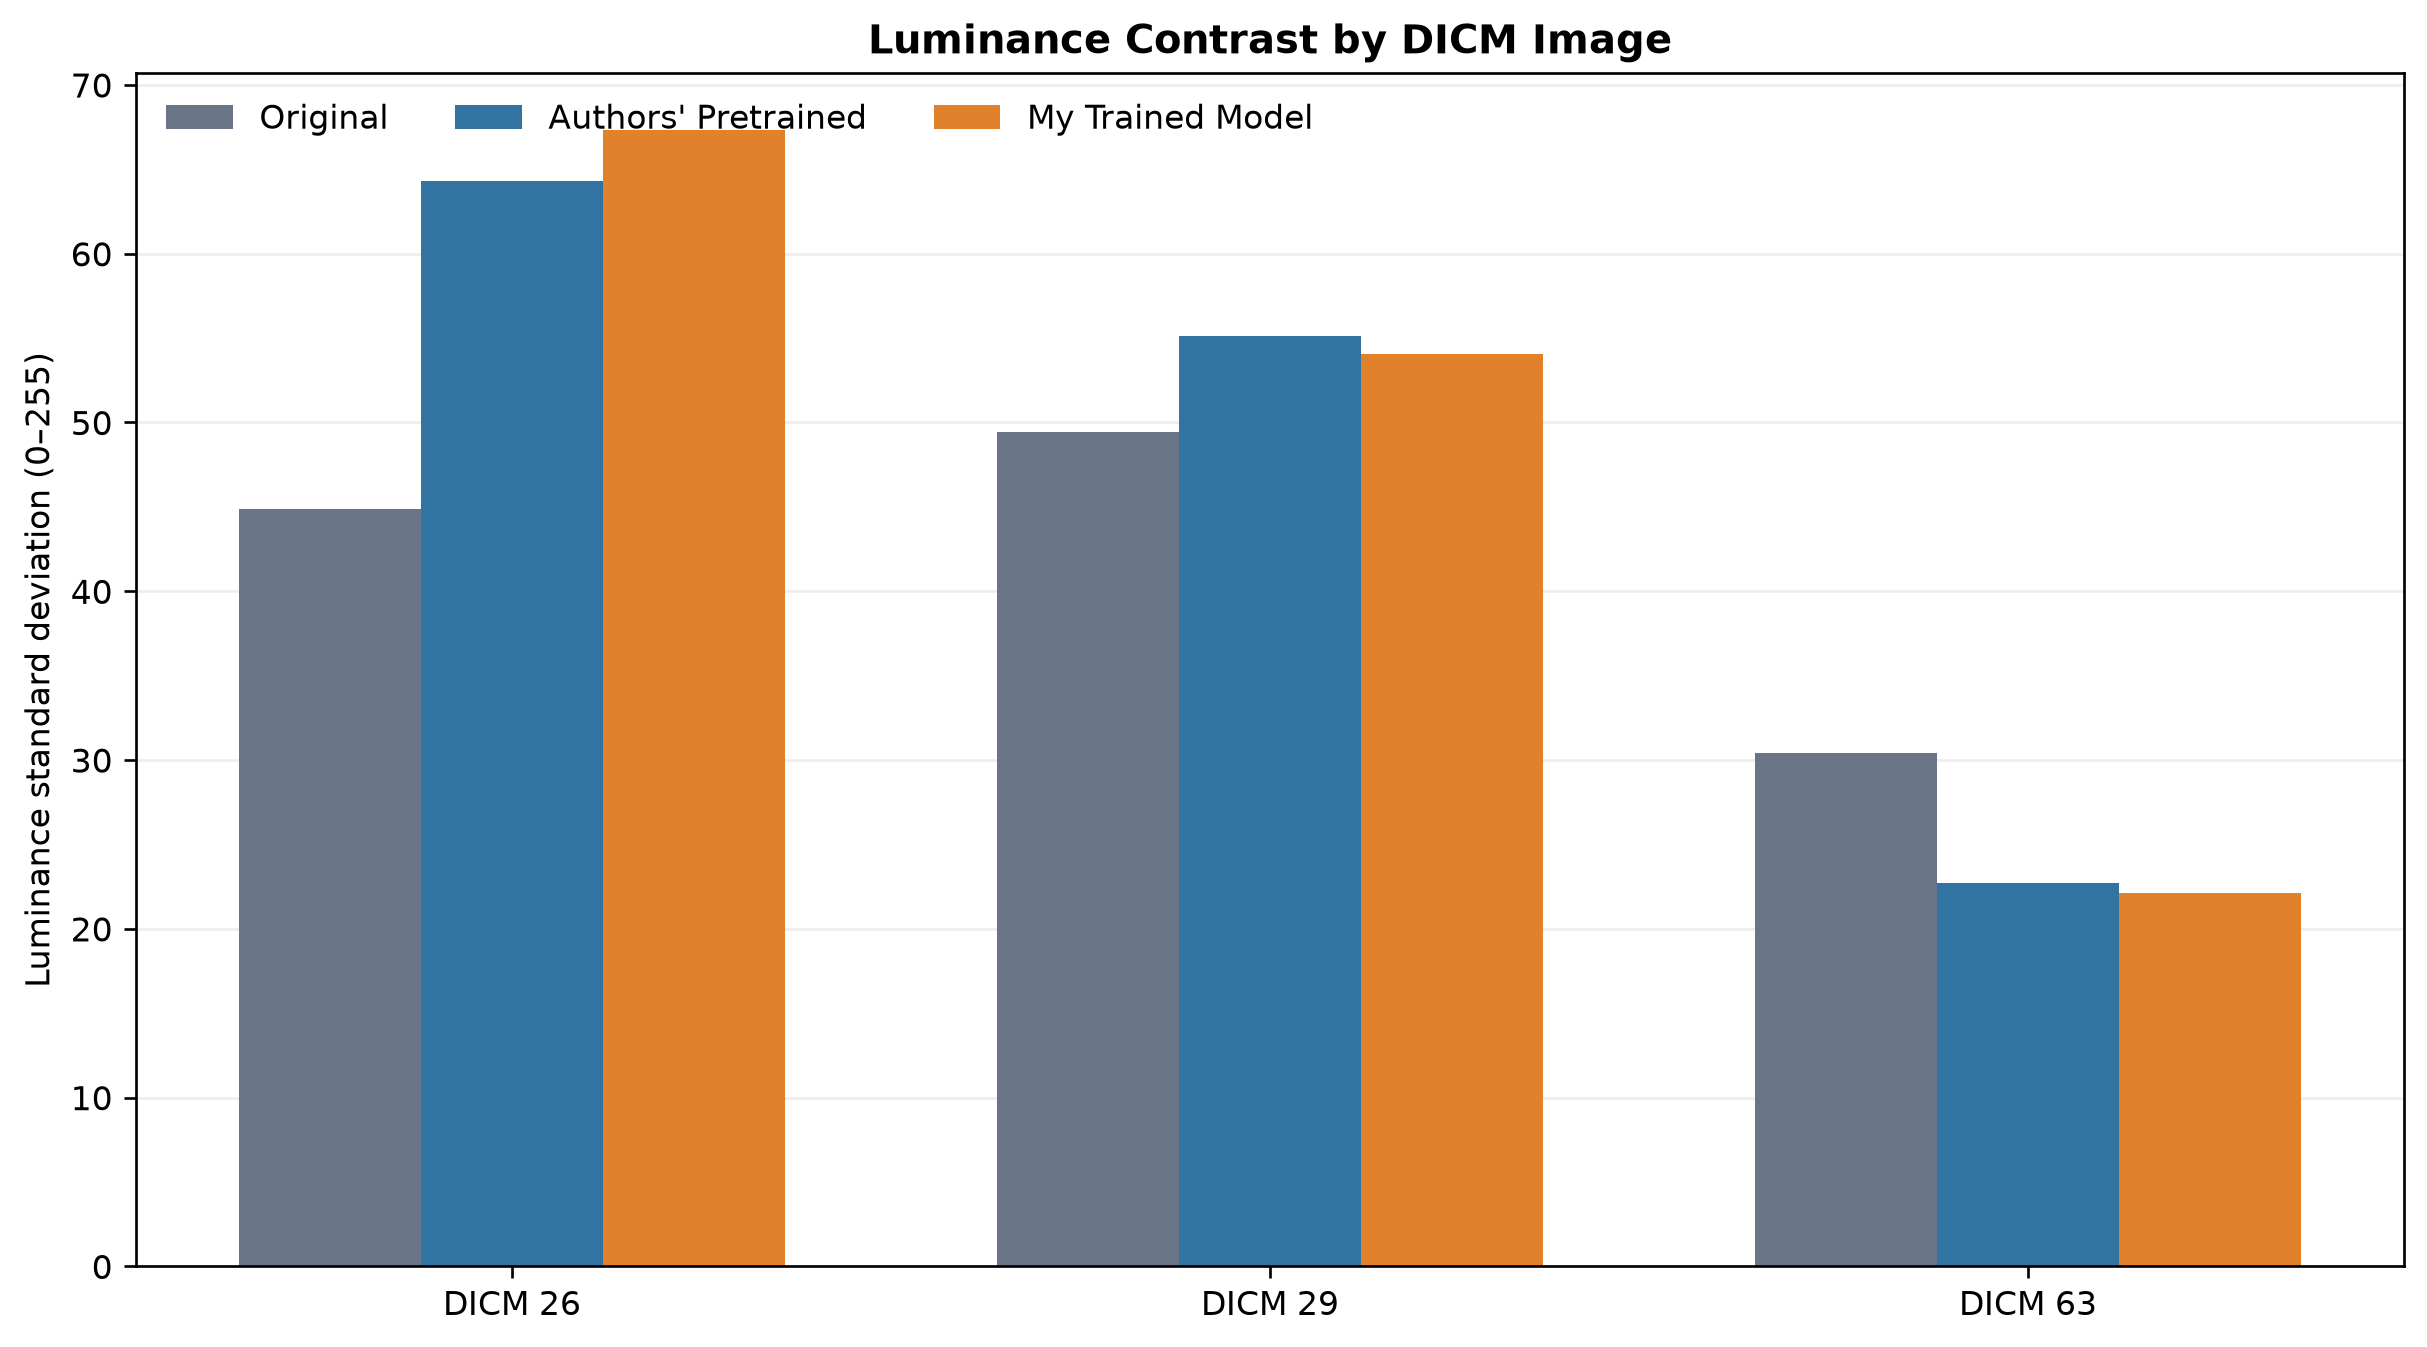 Luminance Contrast by DICM Image
Original
Authors' Pretrained
My Trained Model
Luminance standard deviation (0–255)
70
60
50
40
30
20
10
0
DICM 26
DICM 29
DICM 63